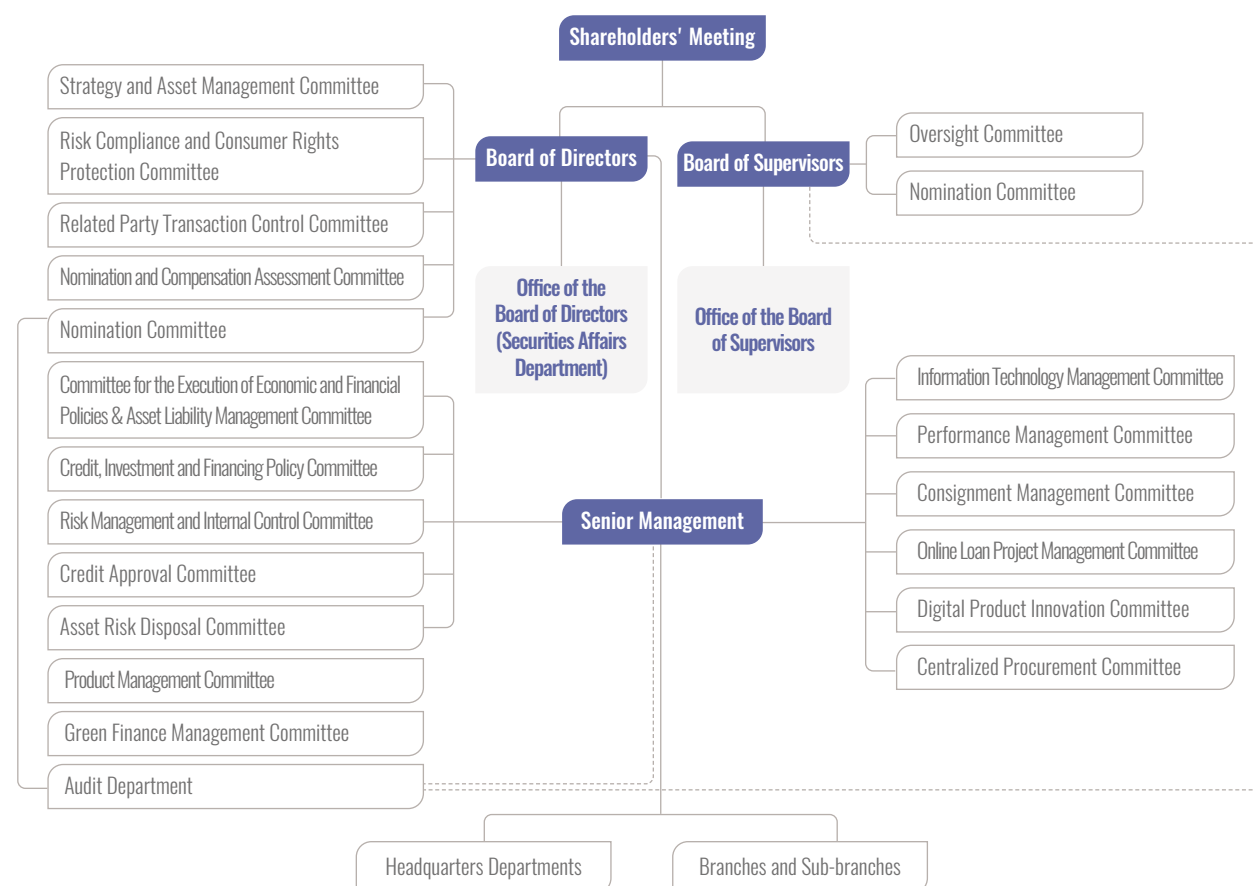 Shareholders' Meeting
Strategy and Asset Management Committee
Risk Compliance and Consumer Rights
Protection Committee
Related Party Transaction Control Committee
Nomination and Compensation Assessment Committee
Nomination Committee
Board of Directors
Board of Supervisors
Oversight Committee
Nomination Committee
Office of the
Board of Directors
(Securities Affairs
Department)
Office of the Board
of Supervisors
Committee for the Execution of Economic and Financial
Policies & Asset Liability Management Committee
Credit, Investment and Financing Policy Committee
Risk Management and Internal Control Committee
Credit Approval Committee
Asset Risk Disposal Committee
Product Management Committee
Green Finance Management Committee
Audit Department
Senior Management
Information Technology Management Committee
Performance Management Committee
Consignment Management Committee
Online Loan Project Management Committee
Digital Product Innovation Committee
Centralized Procurement Committee
Headquarters Departments
Branches and Sub-branches